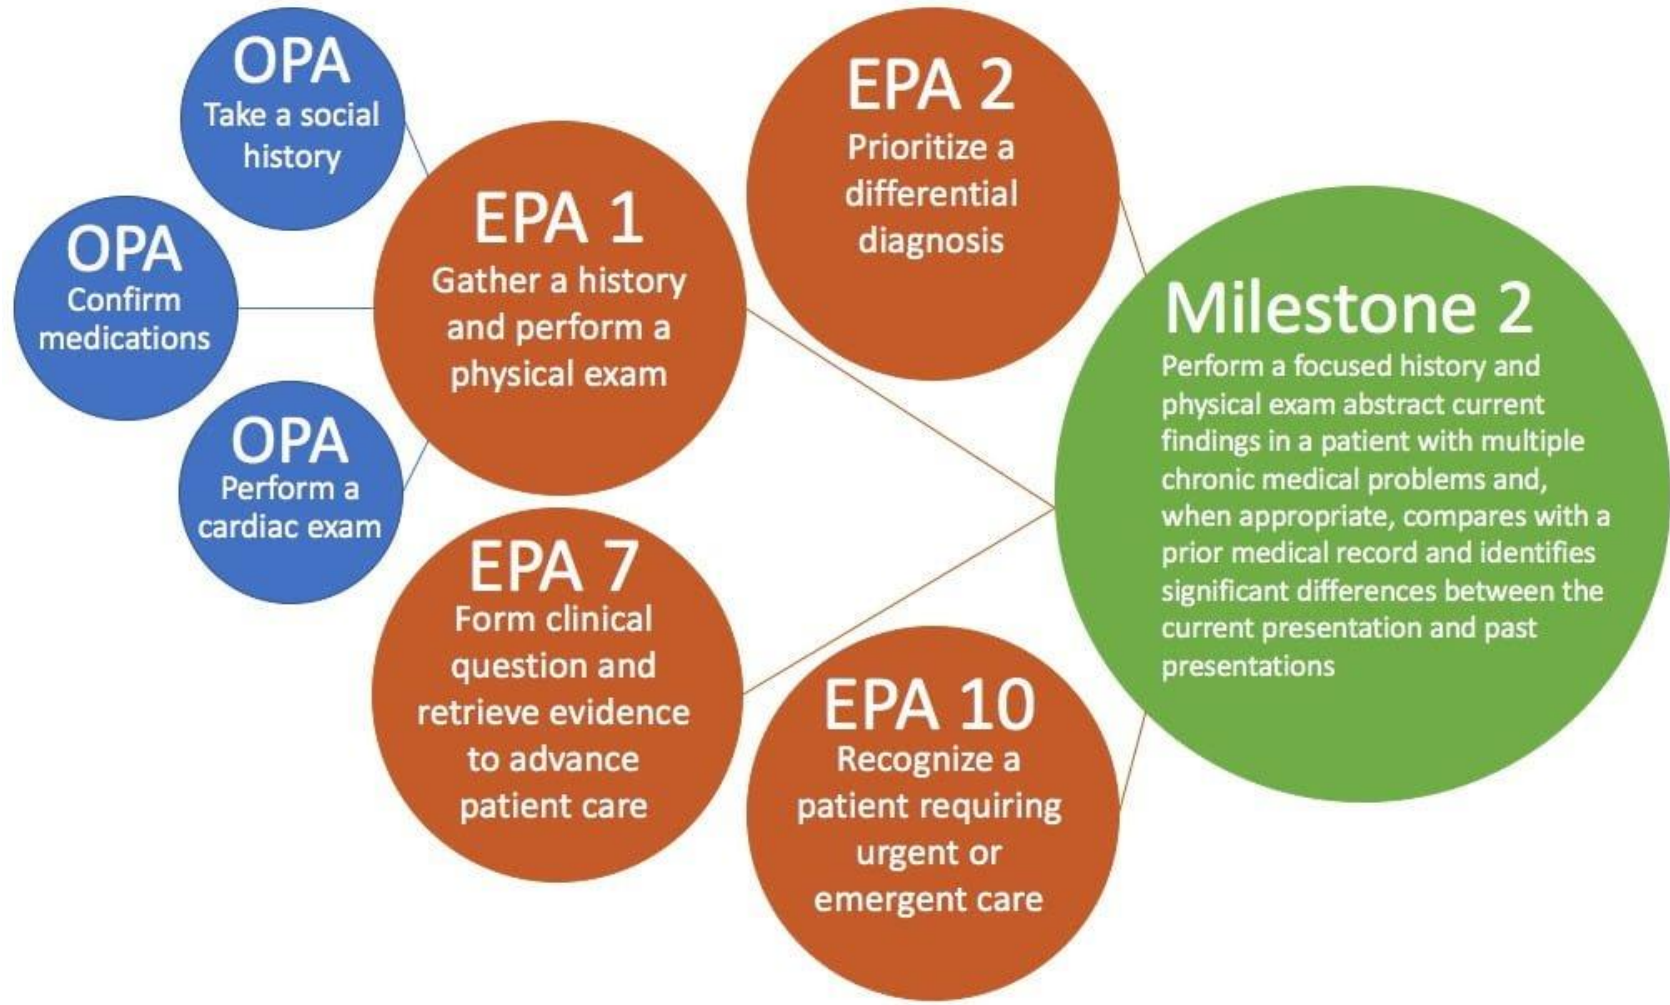 OPA
Take a social
history
OPA
Confirm
medications
OPA
Perform a
cardiac exam
EPA 1
Gather a history
and perform a
physical exam
EPA 7
Form clinical
question and
retrieve evidence
to advance
patient care
EPA 2
Prioritize a
differential
diagnosis
EPA 10
Recognize a
patient requiring
urgent or
emergent care
Milestone 2
Perform a focused history and
physical exam abstract current
findings in a patient with multiple
chronic medical problems and,
when appropriate, compares with a
prior medical record and identifies
significant differences between the
current presentation and past
presentations